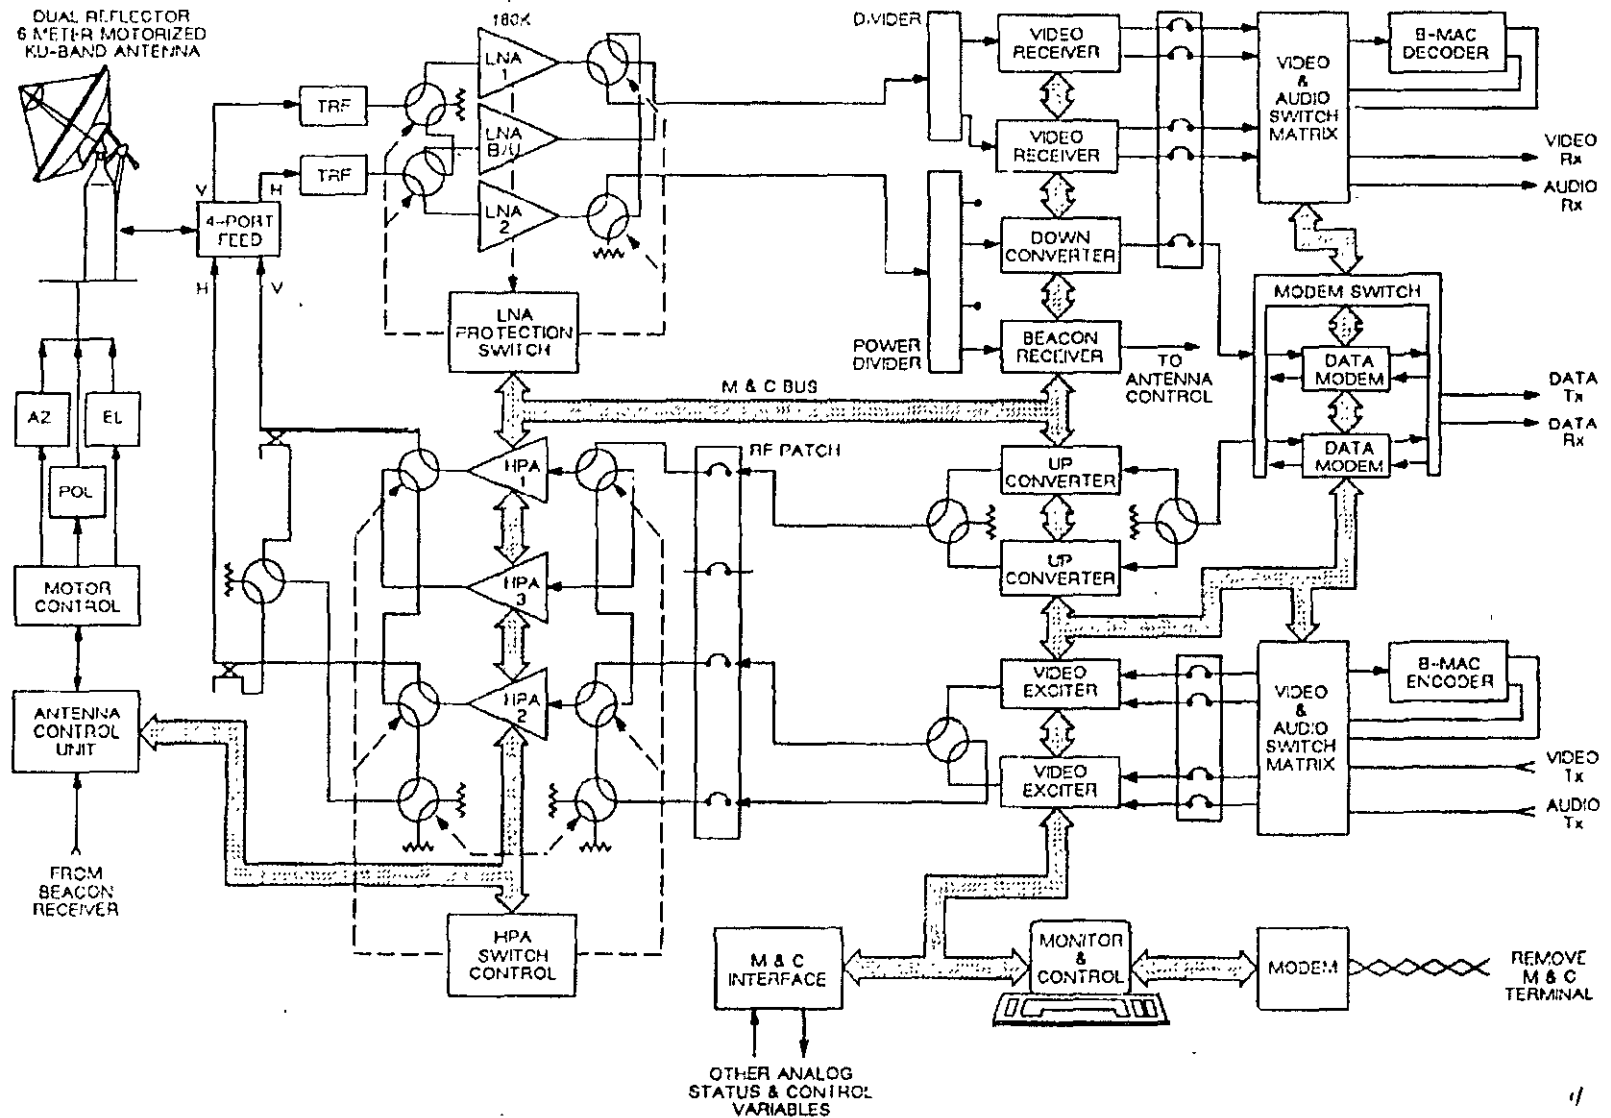 DUAL REFLECTOR
6 METER MOTORIZED
KU-BAND ANTENNA
180K
LNA
1
LNA
B/U
LNA
2
TRF
TRF
V
H
4-PORT
FEED
H
V
LNA
PROTECTION
SWITCH
DIVIDER
POWER
DIVIDER
VIDEO
RECEIVER
VIDEO
RECEIVER
DOWN
CONVERTER
BEACON
RECEIVER
TO
ANTENNA
CONTROL
VIDEO
&
AUDIO
SWITCH
MATRIX
B-MAC
DECODER
VIDEO
Rx
AUDIO
Rx
MODEM SWITCH
DATA
MODEM
DATA
MODEM
DATA
Tx
DATA
Rx
M & C BUS
AZ
EL
POL
MOTOR
CONTROL
ANTENNA
CONTROL
UNIT
FROM
BEACON
RECEIVER
HPA
1
HPA
3
HPA
2
HPA
SWITCH
CONTROL
RF PATCH
UP
CONVERTER
UP
CONVERTER
VIDEO
EXCITER
VIDEO
EXCITER
VIDEO
&
AUDIO
SWITCH
MATRIX
B-MAC
ENCODER
VIDEO
Tx
AUDIO
Tx
M & C
INTERFACE
MONITOR
&
CONTROL
MODEM
REMOVE
M & C
TERMINAL
OTHER ANALOG
STATUS & CONTROL
VARIABLES